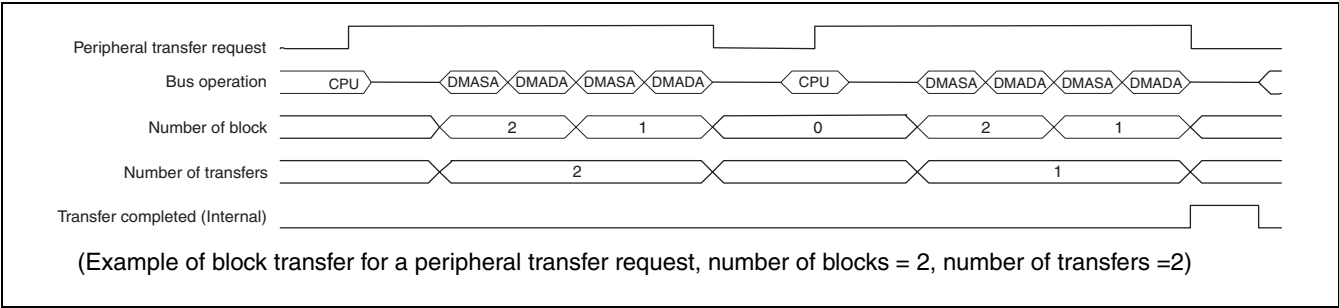 Peripheral transfer request
Bus operation CPU DMASA DMADA DMASA DMADA CPU DMASA DMADA DMASA DMADA
Number of block 2 1 0 2 1
Number of transfers 2 1
Transfer completed (Internal)
(Example of block transfer for a peripheral transfer request, number of blocks = 2, number of transfers =2)